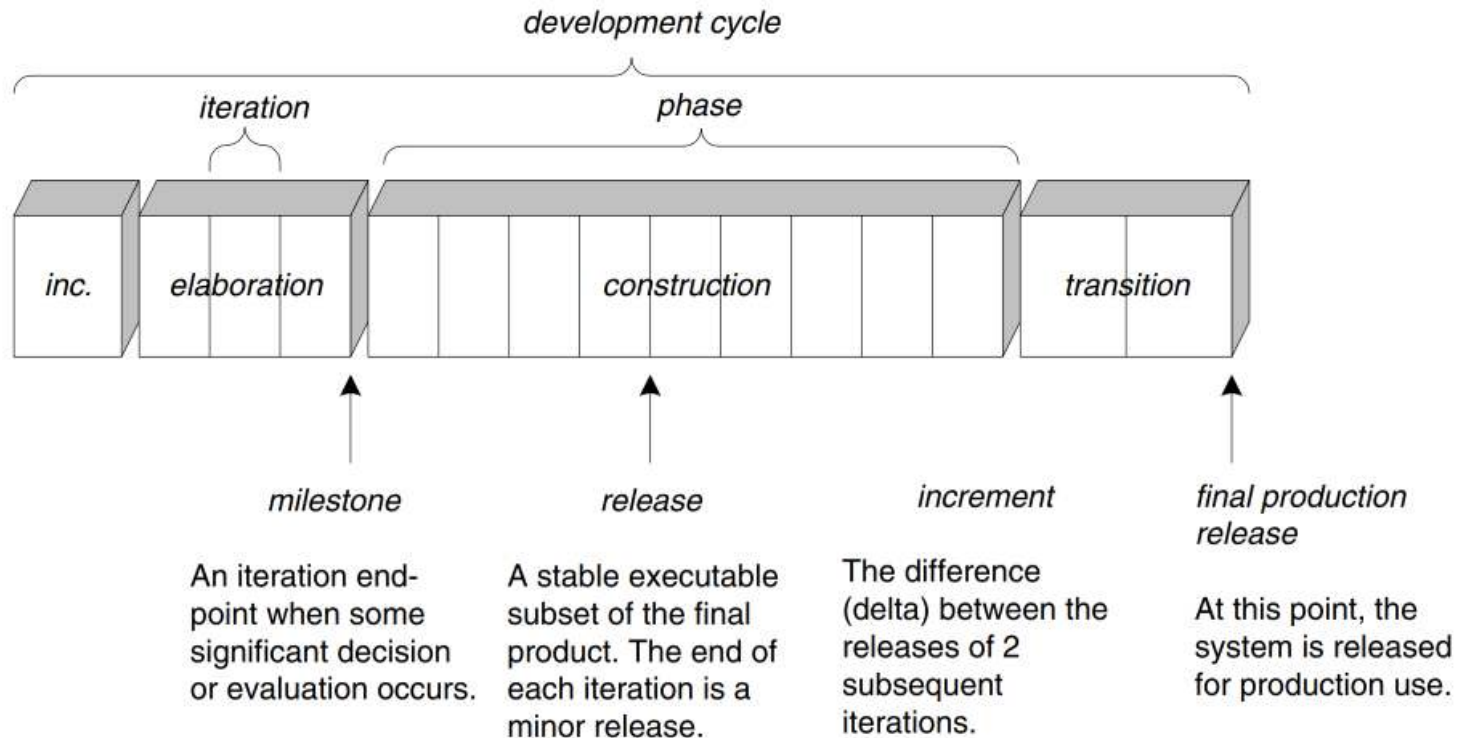 development cycle
iteration
phase
inc.
elaboration
construction
transition
milestone
An iteration end-
point when some
significant decision
or evaluation occurs.
release
A stable executable
subset of the final
product. The end of
each iteration is a
minor release.
increment
The difference
(delta) between the
releases of 2
subsequent
iterations.
final production
release
At this point, the
system is released
for production use.